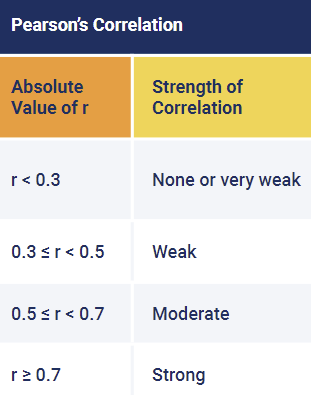 Pearson's Correlation
Absolute Value of r
Strength of Correlation
r < 0.3
None or very weak
0.3 ≤ r < 0.5
Weak
0.5 ≤ r < 0.7
Moderate
r ≥ 0.7
Strong